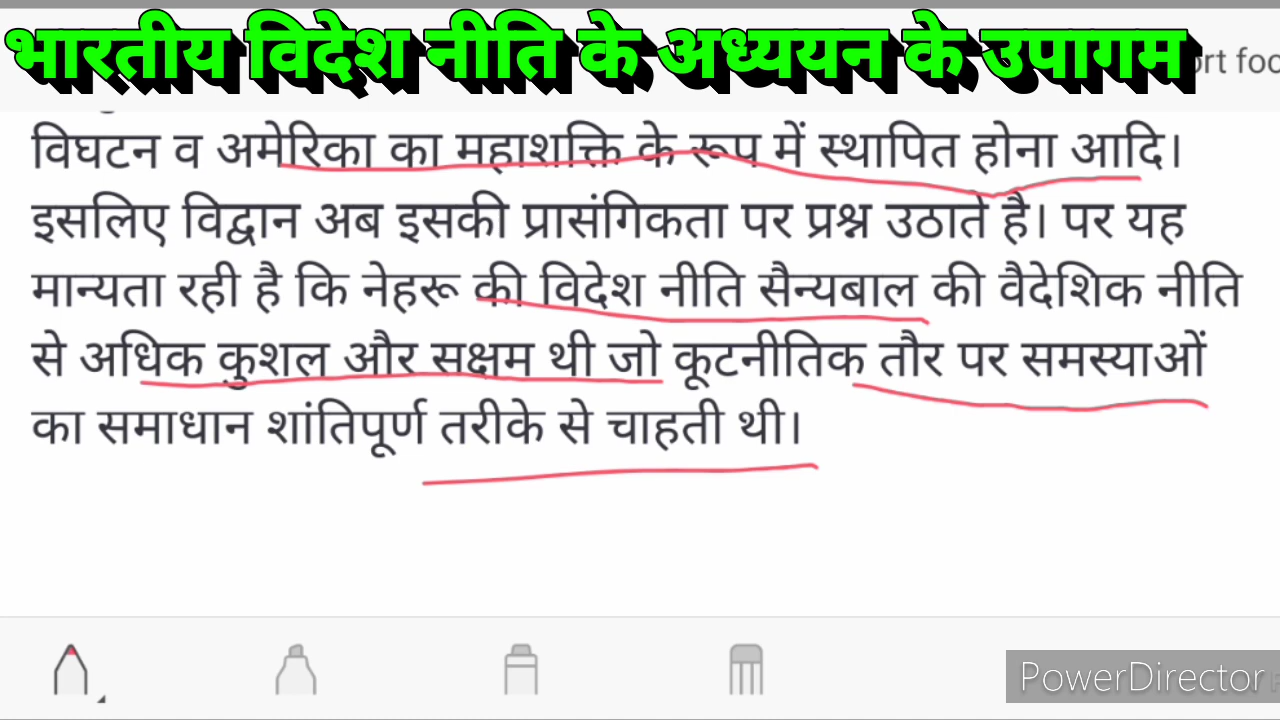 भारतीय विदेश नीति के अध्ययन के उपागम
विघटन व अमेरिका का महाशक्ति के रूप में स्थापित होना आदि।
इसलिए विद्वान अब इसकी प्रासंगिकता पर प्रश्न उठाते है। पर यह
मान्यता रही है कि नेहरू की विदेश नीति सैन्यबाल की वैदेशिक नीति
से अधिक कुशल और सक्षम थी जो कूटनीतिक तौर पर समस्याओं
का समाधान शांतिपूर्ण तरीके से चाहती थी।
PowerDirector